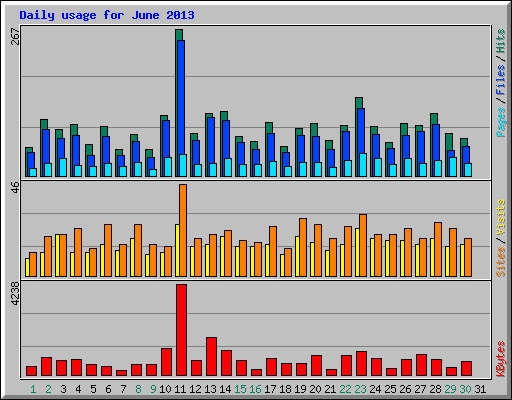 Daily usage for June 2013
267
Pages / Files / Hits
46
Sites / Visits
4238
KBytes
1 2 3 4 5 6 7 8 9 10 11 12 13 14 15 16 17 18 19 20 21 22 23 24 25 26 27 28 29 30 31